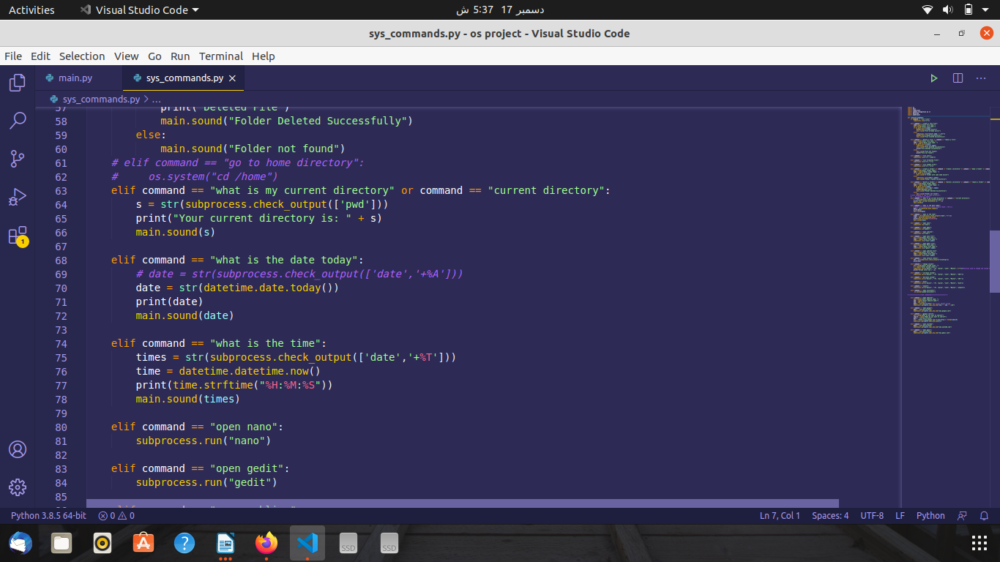 Activities
Visual Studio Code
دسمبر 17 5:37 ش
sys_commands.py - os project - Visual Studio Code
File Edit Selection View Go Run Terminal Help
main.py
sys_commands.py
sys_commands.py > ...
57 print("Deleted File")
58 main.sound("Folder Deleted Successfully")
59 else:
60 main.sound("Folder not found")
61 # elif command == "go to home directory":
62 #     os.system("cd /home")
63 elif command == "what is my current directory" or command == "current directory":
64 s = str(subprocess.check_output(['pwd']))
65 print("Your current directory is: " + s)
66 main.sound(s)
67
68 elif command == "what is the date today":
69 # date = str(subprocess.check_output(['date','+%A']))
70 date = str(datetime.date.today())
71 print(date)
72 main.sound(date)
73
74 elif command == "what is the time":
75 times = str(subprocess.check_output(['date','+%T']))
76 time = datetime.datetime.now()
77 print(time.strftime("%H:%M:%S"))
78 main.sound(times)
79
80 elif command == "open nano":
81 subprocess.run("nano")
82
83 elif command == "open gedit":
84 subprocess.run("gedit")
85
1
Python 3.8.5 64-bit
0
0
Ln 7, Col 1
Spaces: 4
UTF-8
LF
Python
SSD
SSD